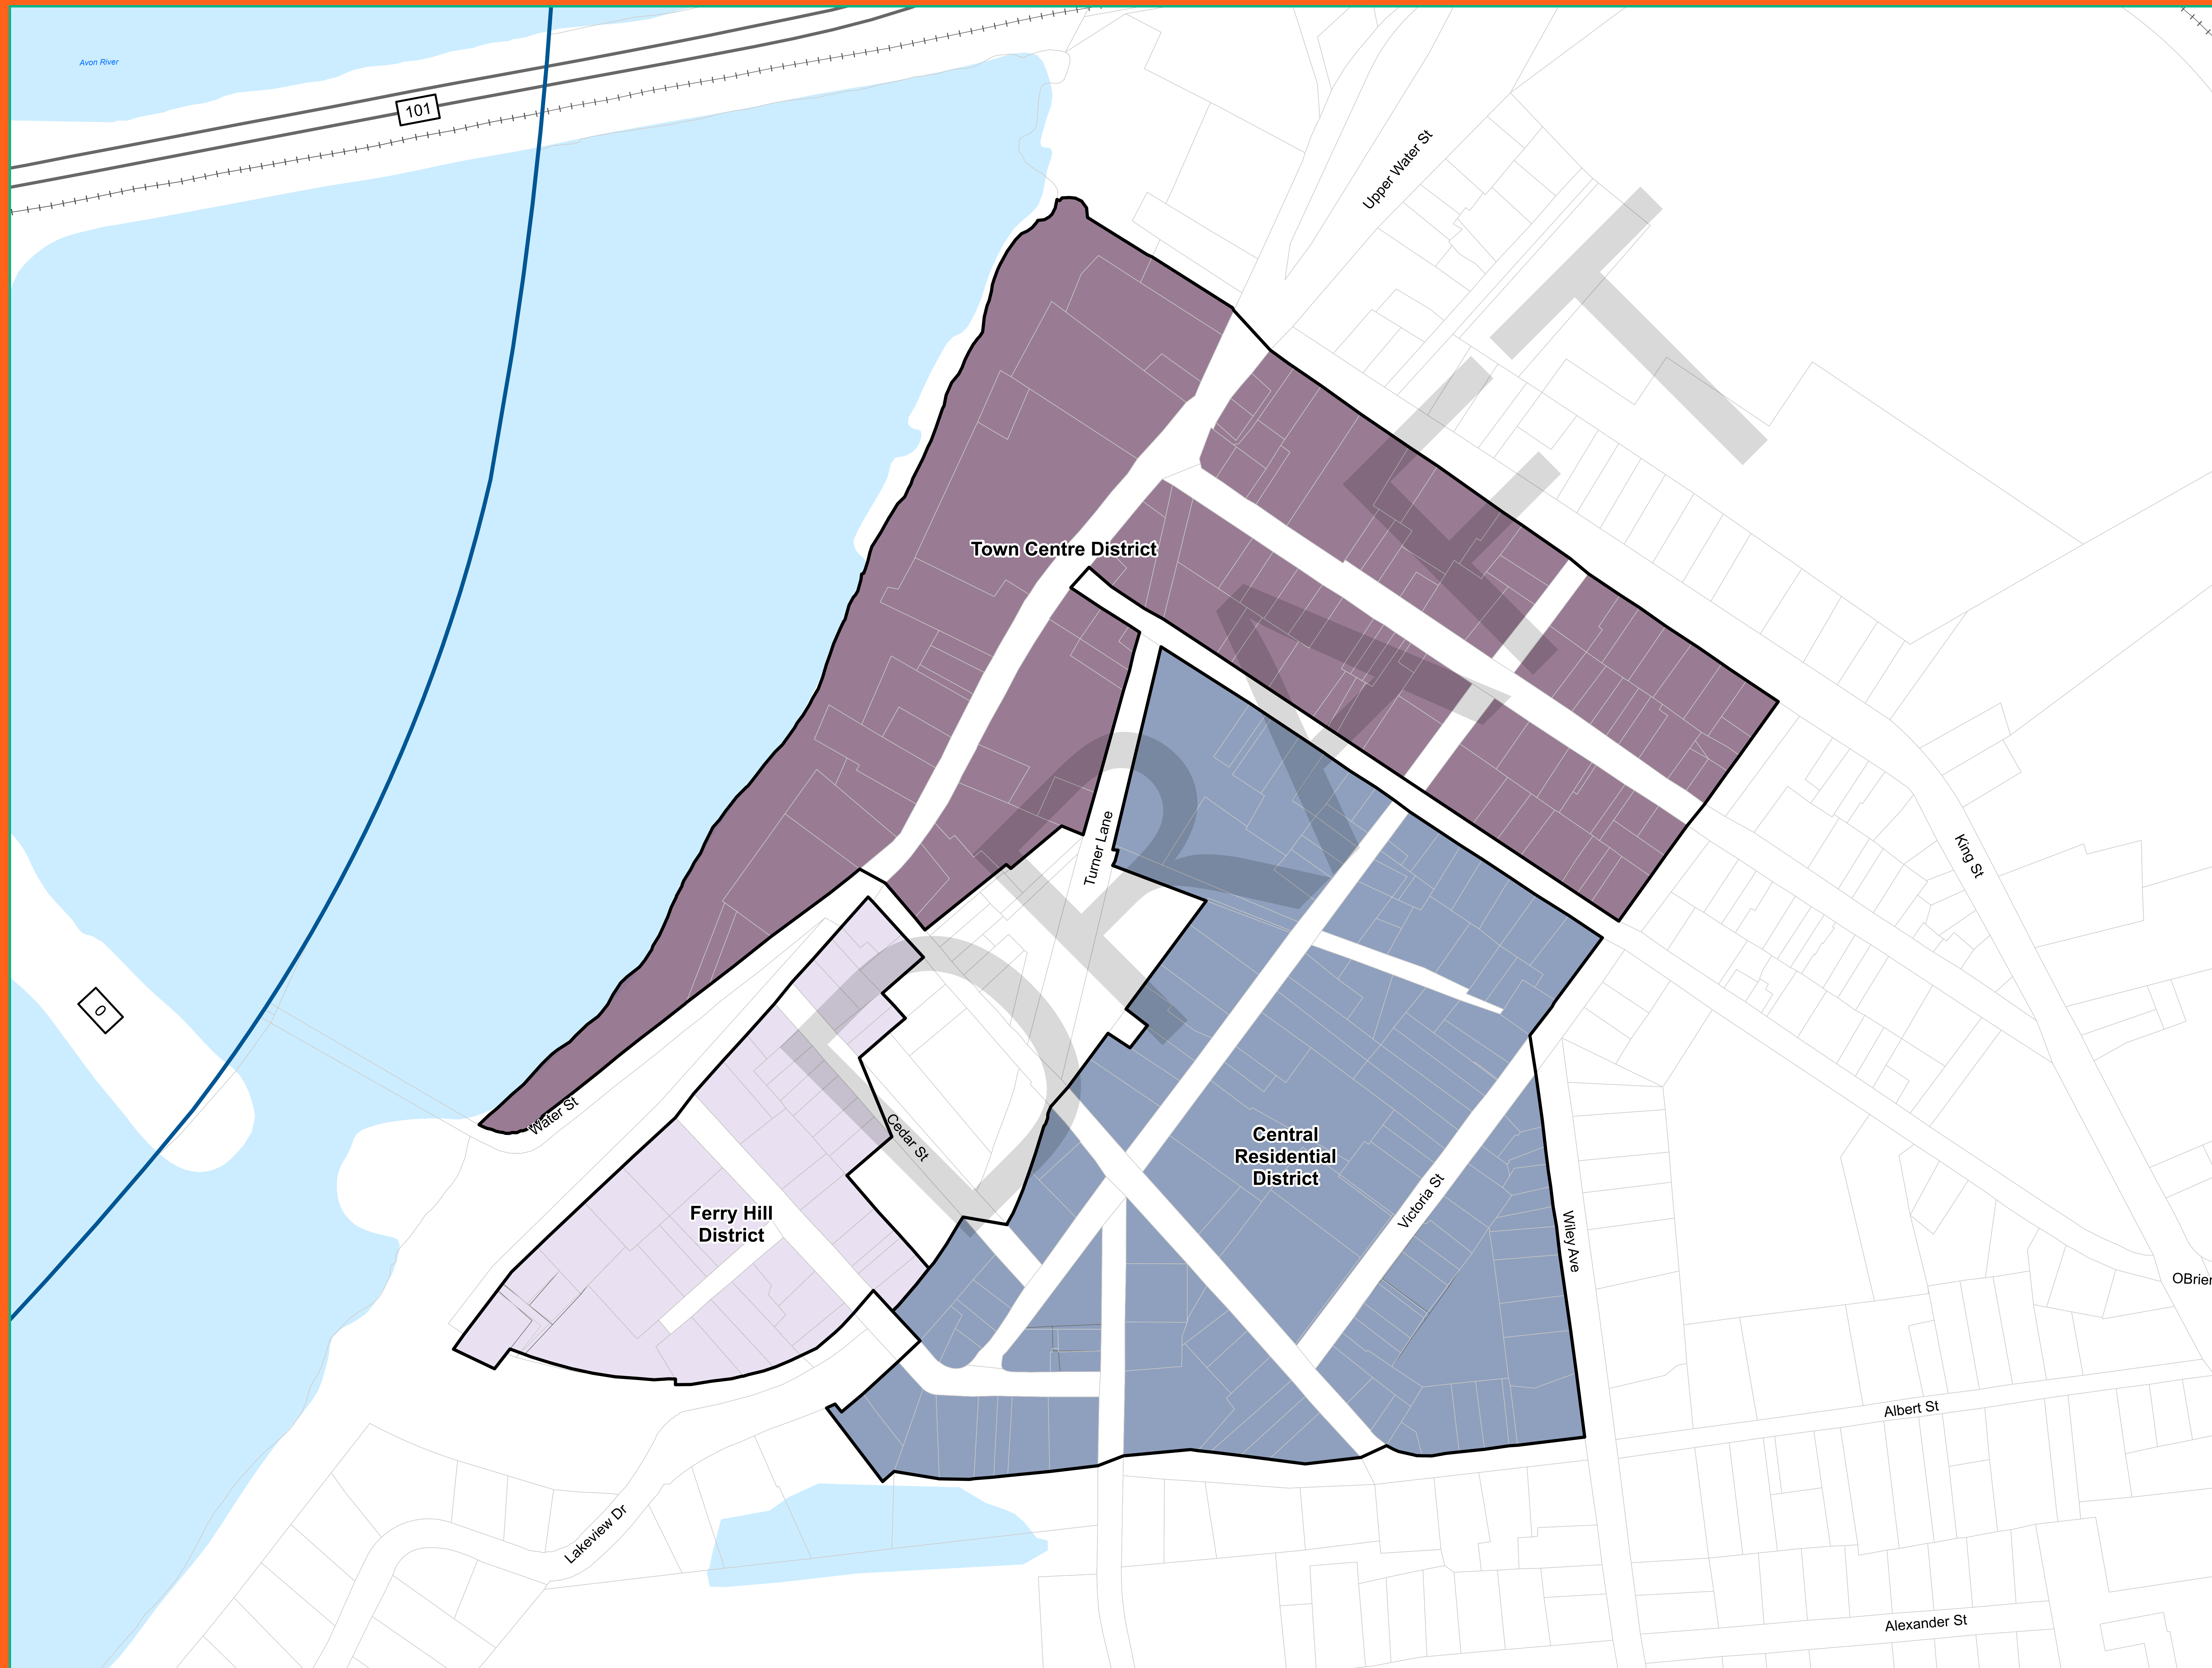 Avon River
101
Upper Water St
Town Centre District
Turner Lane
King St
0
Water St
Cedar St
Central
Residential
District
Victoria St
Ferry Hill
District
Wiley Ave
OBrien
Albert St
Lakeview Dr
Alexander St
DRAFT